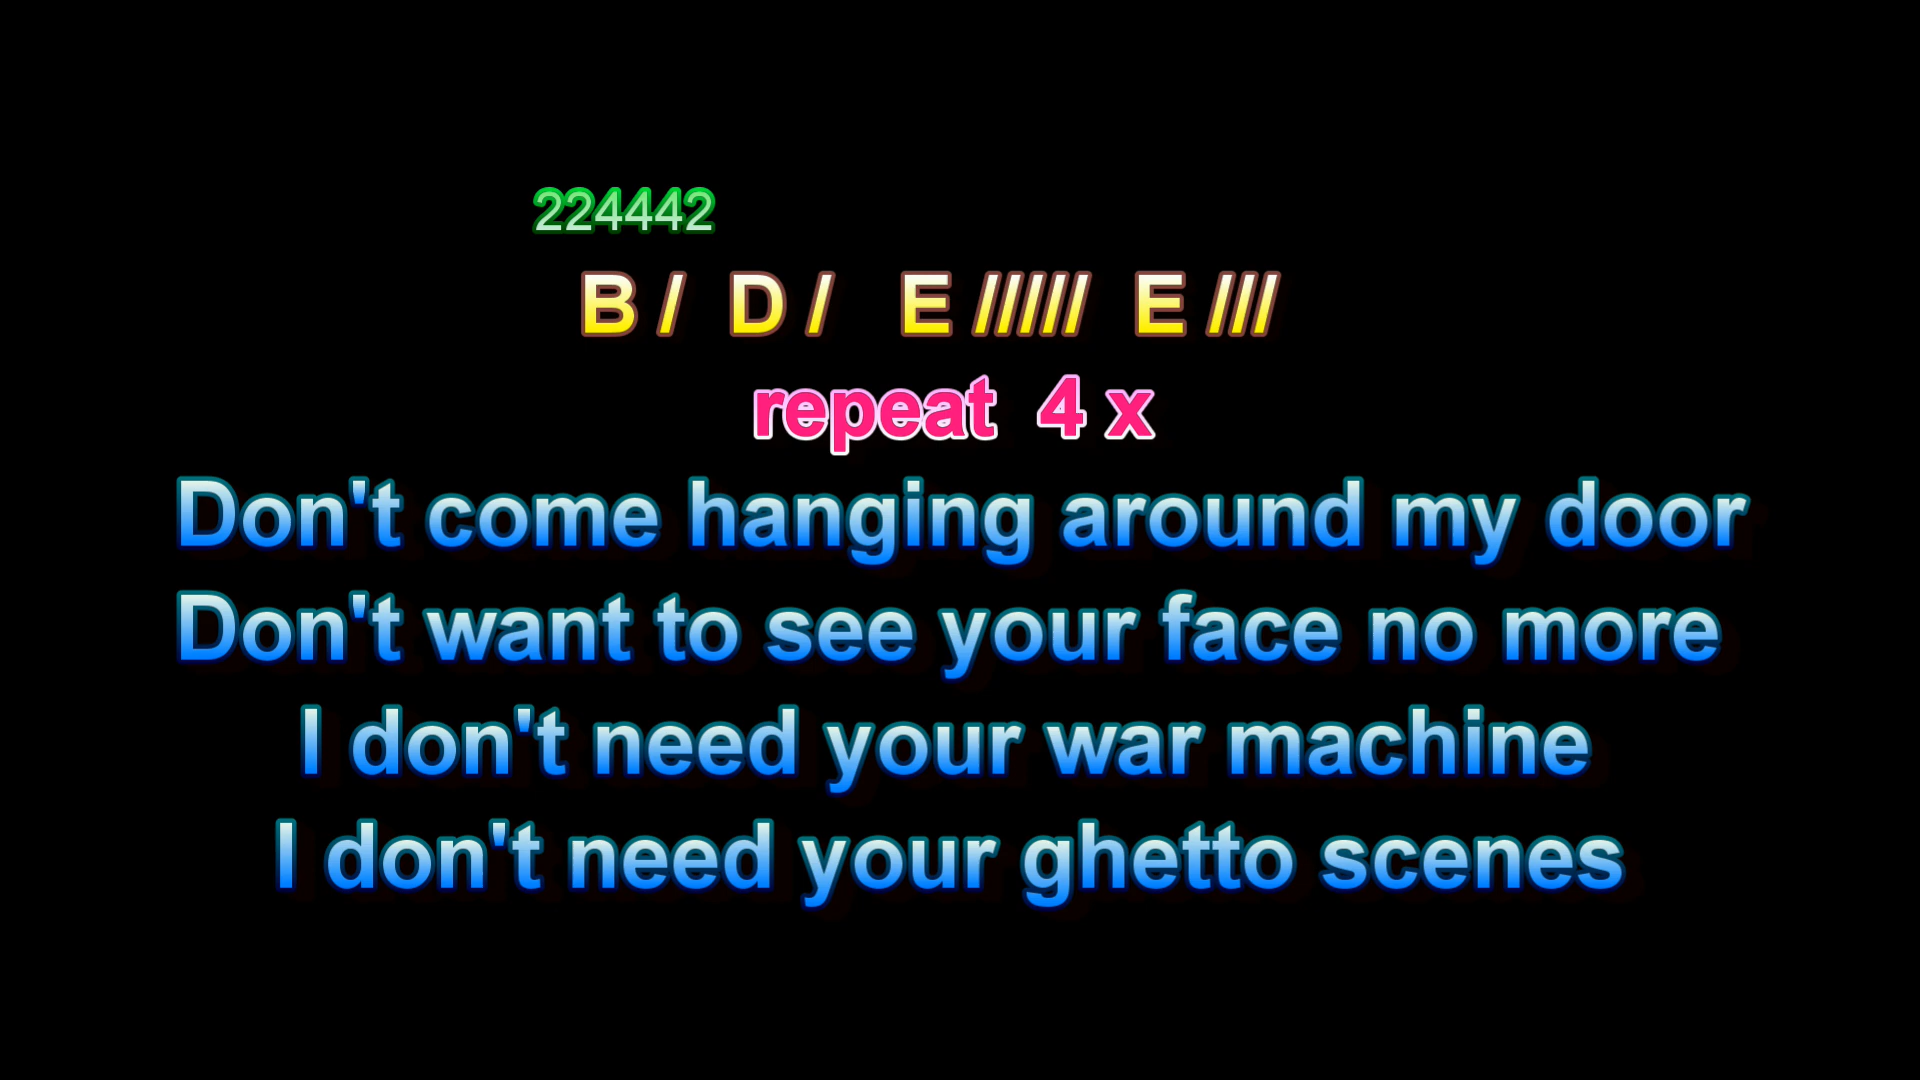 224442
B / D / E ///// E ///
repeat 4 x
Don't come hanging around my door
Don't want to see your face no more
I don't need your war machine
I don't need your ghetto scenes